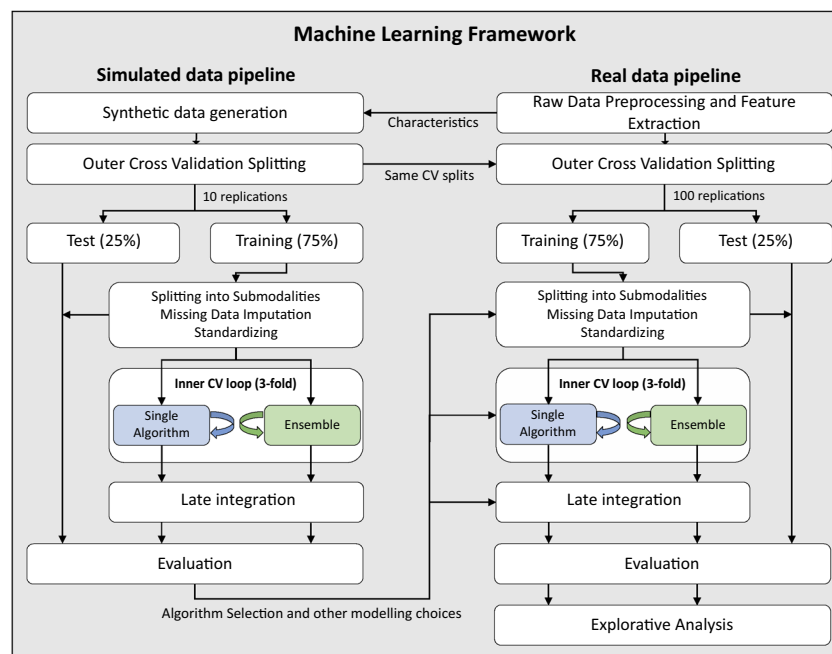 Machine Learning Framework
Simulated data pipeline
Real data pipeline
Synthetic data generation
Characteristics
Raw Data Preprocessing and Feature
Extraction
Outer Cross Validation Splitting
Same CV splits
Outer Cross Validation Splitting
10 replications
100 replications
Test (25%)
Training (75%)
Training (75%)
Test (25%)
Splitting into Submodalities
Missing Data Imputation
Standardizing
Splitting into Submodalities
Missing Data Imputation
Standardizing
Inner CV loop (3-fold)
Single
Algorithm
Ensemble
Inner CV loop (3-fold)
Single
Algorithm
Ensemble
Late integration
Late integration
Evaluation
Evaluation
Algorithm Selection and other modelling choices
Explorative Analysis